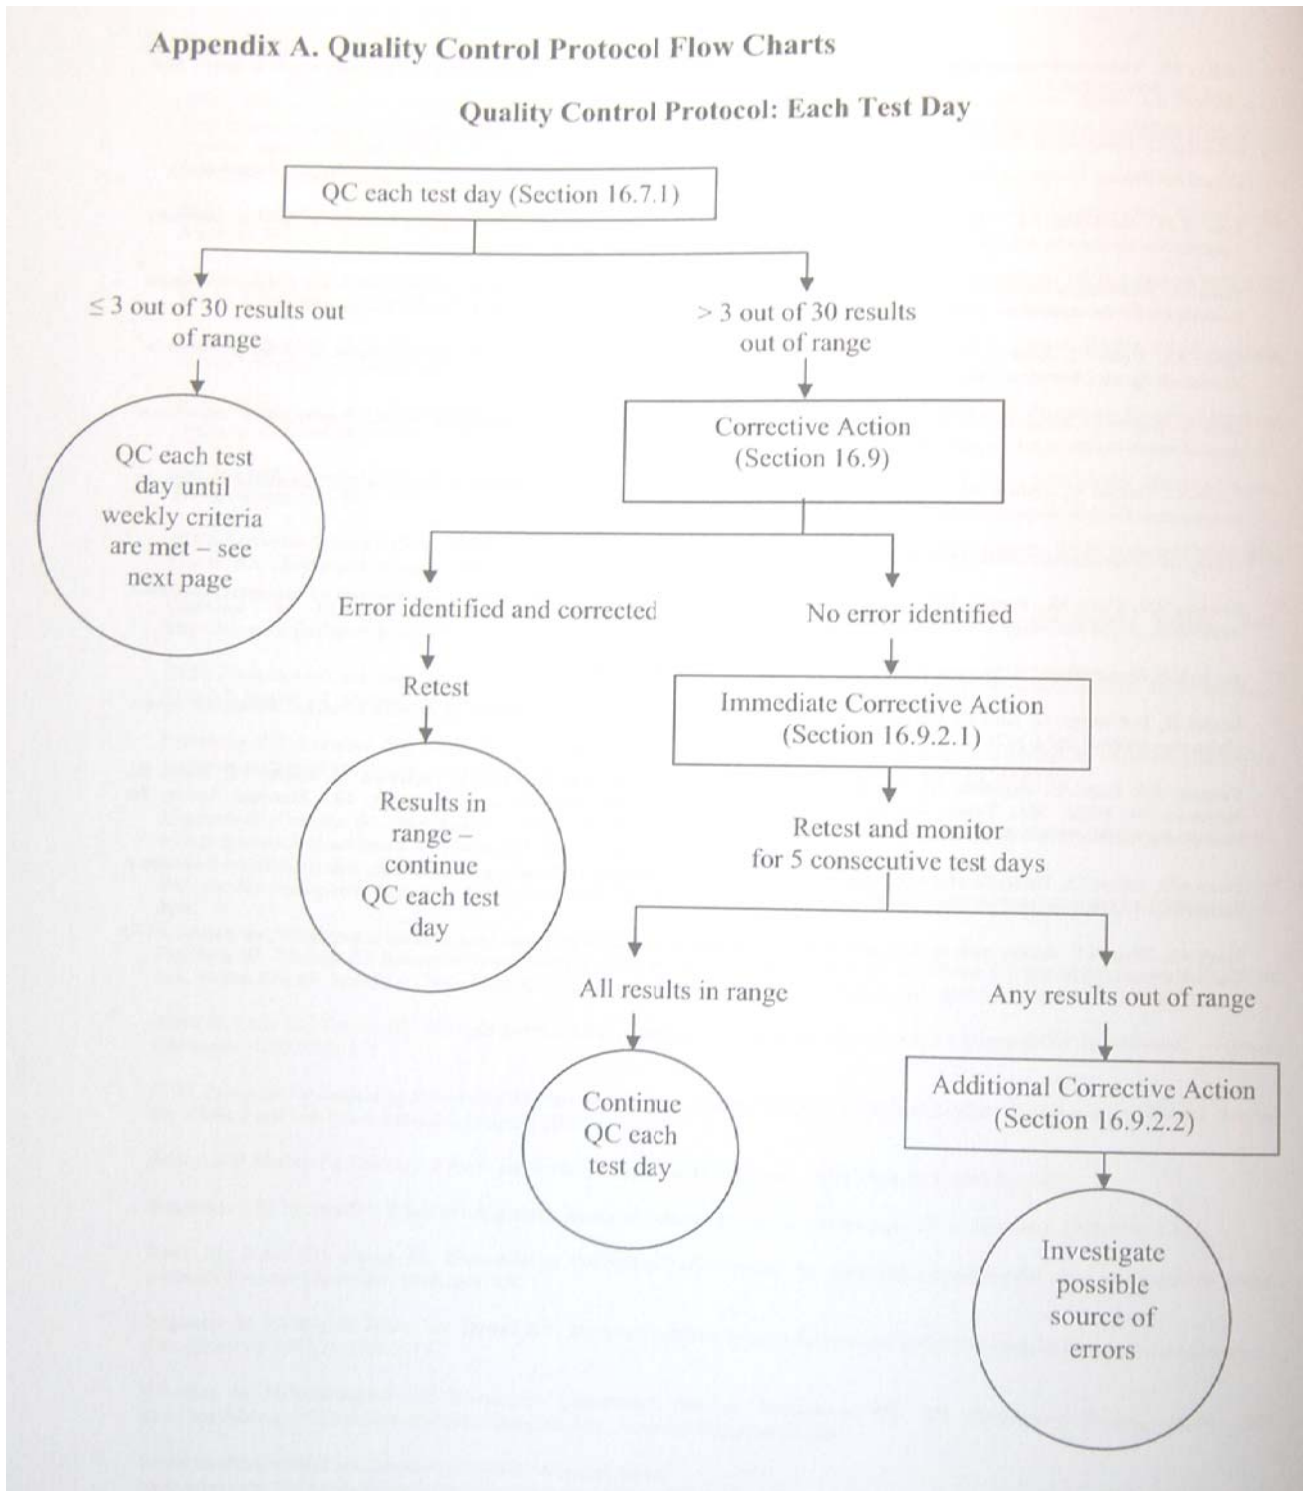 Appendix A. Quality Control Protocol Flow Charts
Quality Control Protocol: Each Test Day
QC each test day (Section 16.7.1)
≤ 3 out of 30 results out
of range
> 3 out of 30 results
out of range
QC each test
day until
weekly criteria
are met – see
next page
Corrective Action
(Section 16.9)
Error identified and corrected
No error identified
Retest
Immediate Corrective Action
(Section 16.9.2.1)
Results in
range –
continue
QC each test
day
Retest and monitor
for 5 consecutive test days
All results in range
Any results out of range
Continue
QC each
test day
Additional Corrective Action
(Section 16.9.2.2)
Investigate
possible
source of
errors